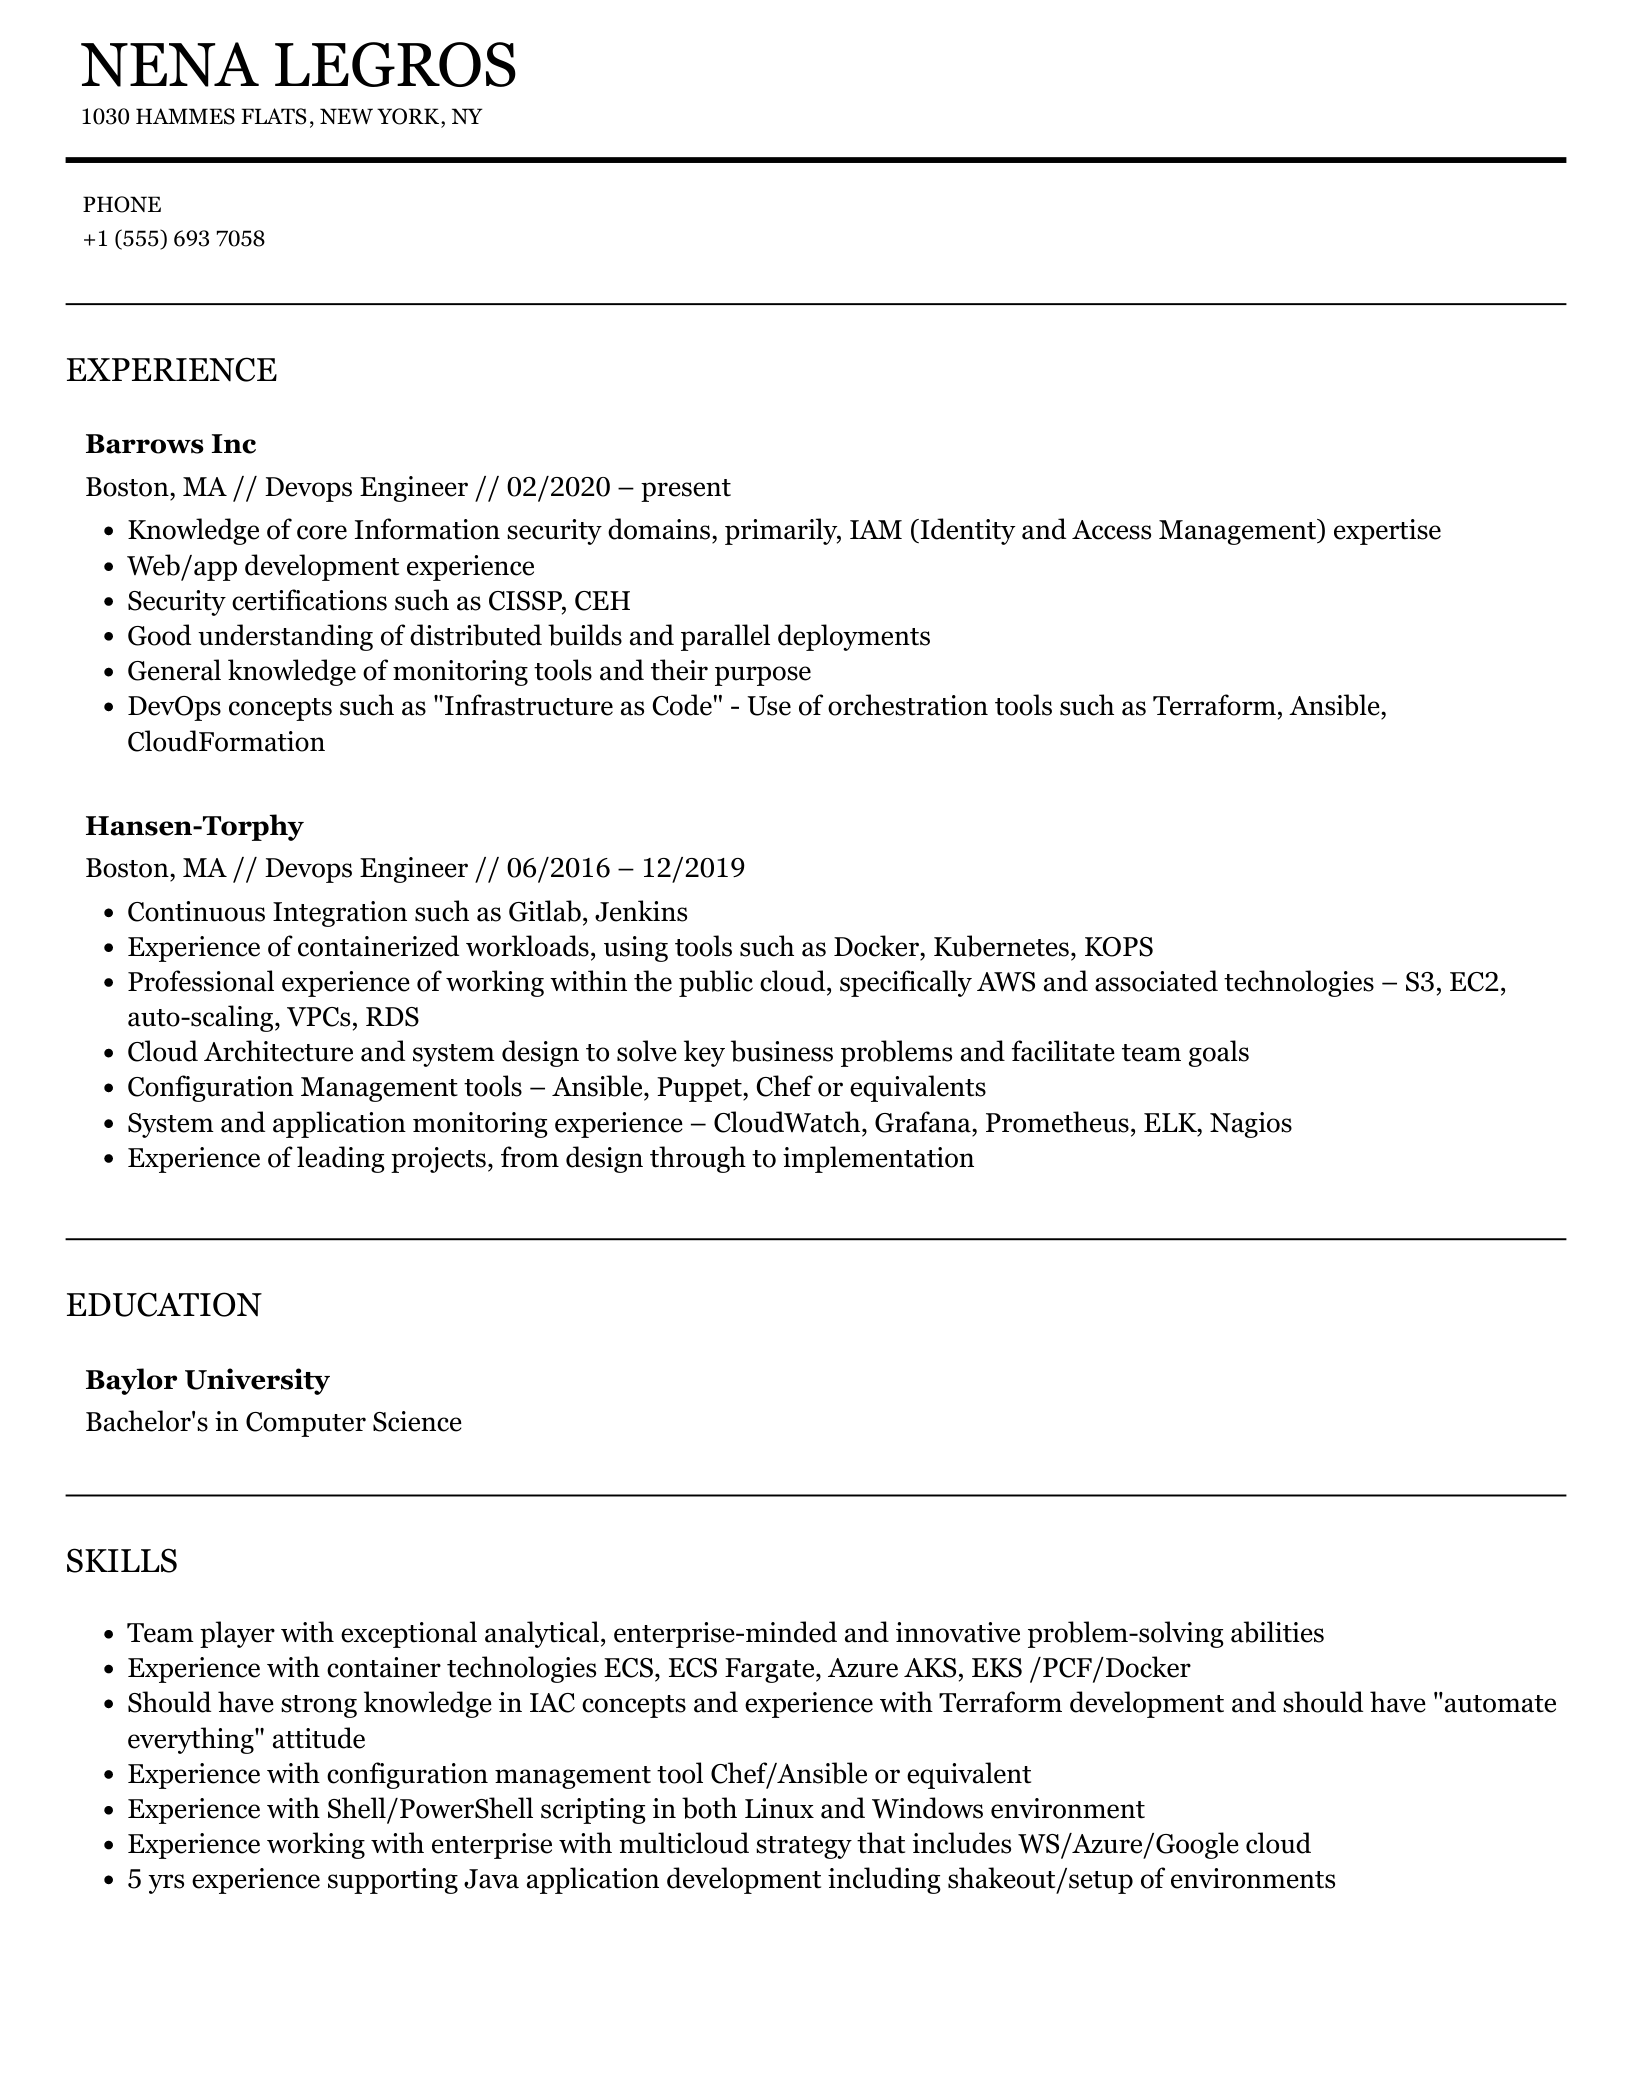 NENA LEGROS
1030 HAMMES FLATS, NEW YORK, NY
PHONE
+1 (555) 693 7058
EXPERIENCE
Barrows Inc
Boston, MA // Devops Engineer // 02/2020 – present
• Knowledge of core Information security domains, primarily, IAM (Identity and Access Management) expertise
• Web/app development experience
• Security certifications such as CISSP, CEH
• Good understanding of distributed builds and parallel deployments
• General knowledge of monitoring tools and their purpose
• DevOps concepts such as "Infrastructure as Code" - Use of orchestration tools such as Terraform, Ansible,
CloudFormation
Hansen-Torphy
Boston, MA // Devops Engineer // 06/2016 – 12/2019
• Continuous Integration such as Gitlab, Jenkins
• Experience of containerized workloads, using tools such as Docker, Kubernetes, KOPS
• Professional experience of working within the public cloud, specifically AWS and associated technologies – S3, EC2,
auto-scaling, VPCs, RDS
• Cloud Architecture and system design to solve key business problems and facilitate team goals
• Configuration Management tools – Ansible, Puppet, Chef or equivalents
• System and application monitoring experience – CloudWatch, Grafana, Prometheus, ELK, Nagios
• Experience of leading projects, from design through to implementation
EDUCATION
Baylor University
Bachelor's in Computer Science
SKILLS
• Team player with exceptional analytical, enterprise-minded and innovative problem-solving abilities
• Experience with container technologies ECS, ECS Fargate, Azure AKS, EKS /PCF/Docker
• Should have strong knowledge in IAC concepts and experience with Terraform development and should have "automate
everything" attitude
• Experience with configuration management tool Chef/Ansible or equivalent
• Experience with Shell/PowerShell scripting in both Linux and Windows environment
• Experience working with enterprise with multicloud strategy that includes WS/Azure/Google cloud
• 5 yrs experience supporting Java application development including shakeout/setup of environments